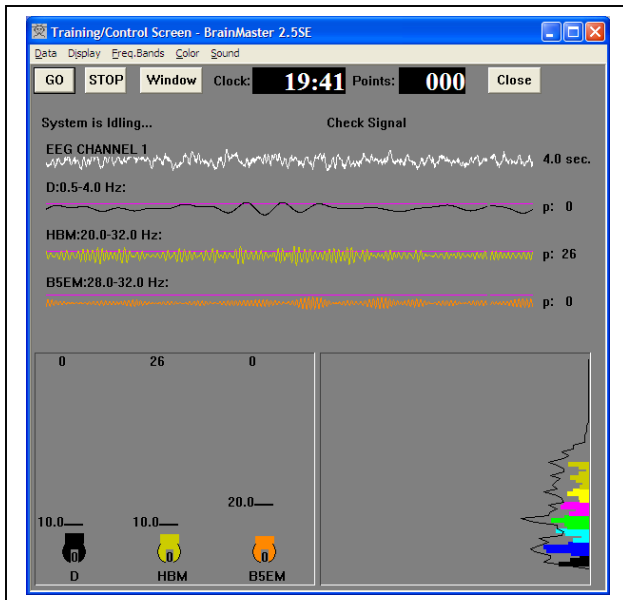 Training/Control Screen - BrainMaster 2.5SE
Data Display Freq.Bands Color Sound
GO STOP Window Clock: 19:41 Points: 000 Close
System is Idling... Check Signal
EEG CHANNEL 1
4.0 sec.
D:0.5-4.0 Hz:
p: 0
HBM:20.0-32.0 Hz:
p: 26
B5EM:28.0-32.0 Hz:
p: 0
0 26 0
20.0
10.0 10.0
0 0 0
D HBM B5EM